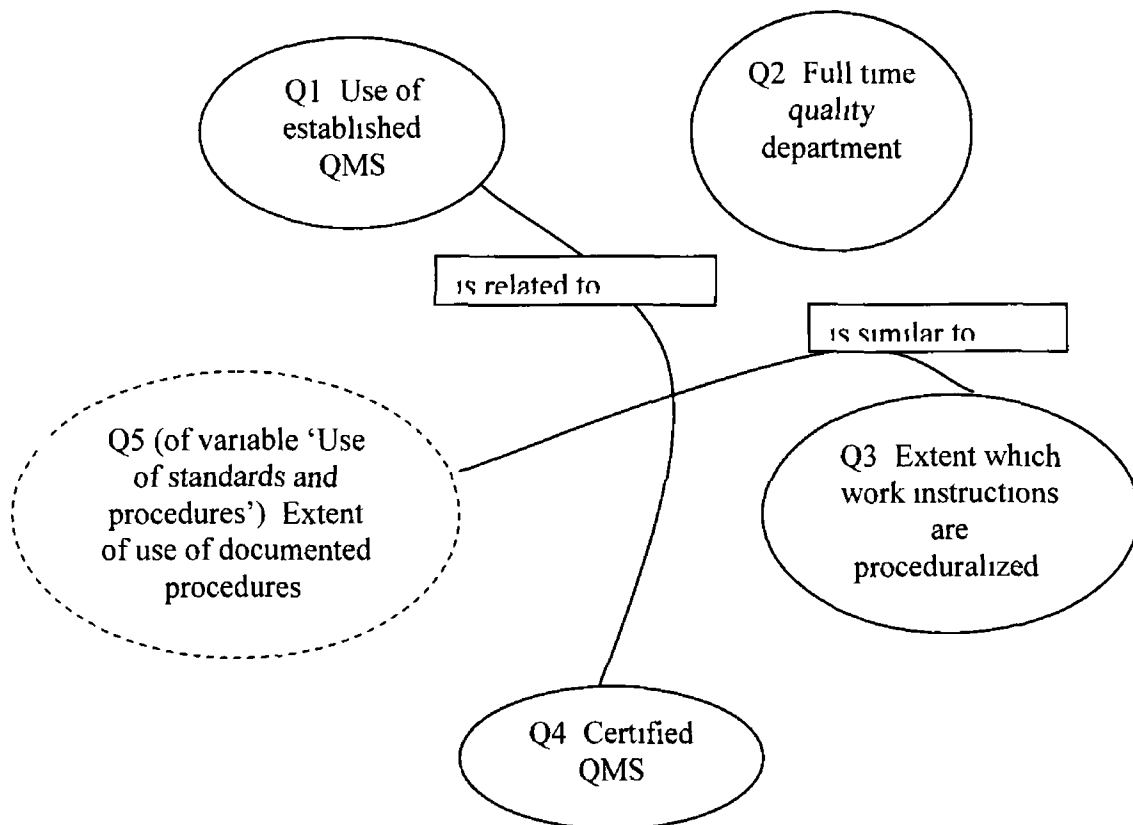 Q1 Use of
established
QMS
Q2 Full time
quality
department
is related to
is similar to
Q5 (of variable ‘Use
of standards and
procedures’) Extent
of use of documented
procedures
Q3 Extent which
work instructions
are
proceduralized
Q4 Certified
QMS